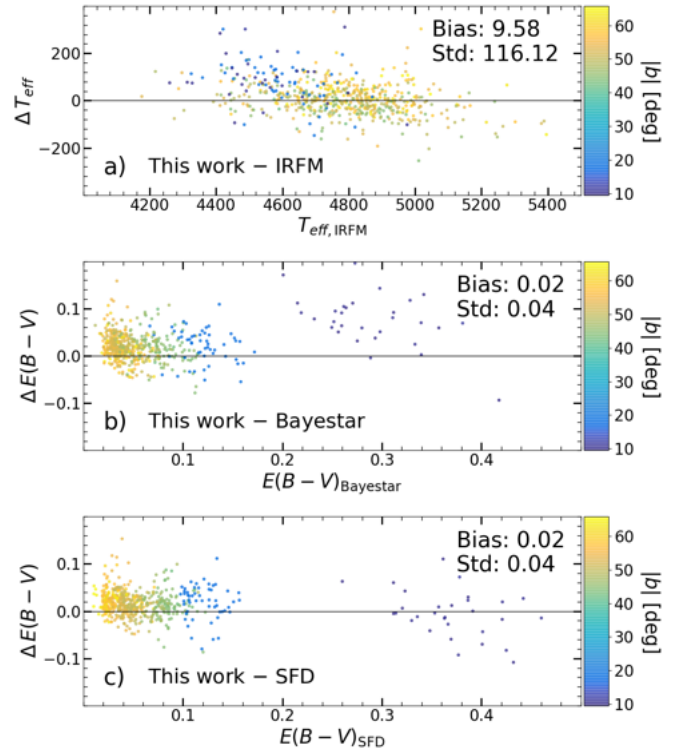 Bias: 9.58
Std: 116.12
200
0
−200
Δ T_eff
a) This work − IRFM
4200 4400 4600 4800 5000 5200 5400
T_eff, IRFM
60
50
40
30
20
10
|b| [deg]
Bias: 0.02
Std: 0.04
0.1
0.0
−0.1
Δ E(B − V)
b) This work − Bayestar
0.1 0.2 0.3 0.4
E(B − V)_Bayestar
60
50
40
30
20
10
|b| [deg]
Bias: 0.02
Std: 0.04
0.1
0.0
−0.1
Δ E(B − V)
c) This work − SFD
0.1 0.2 0.3 0.4
E(B − V)_SFD
60
50
40
30
20
10
|b| [deg]